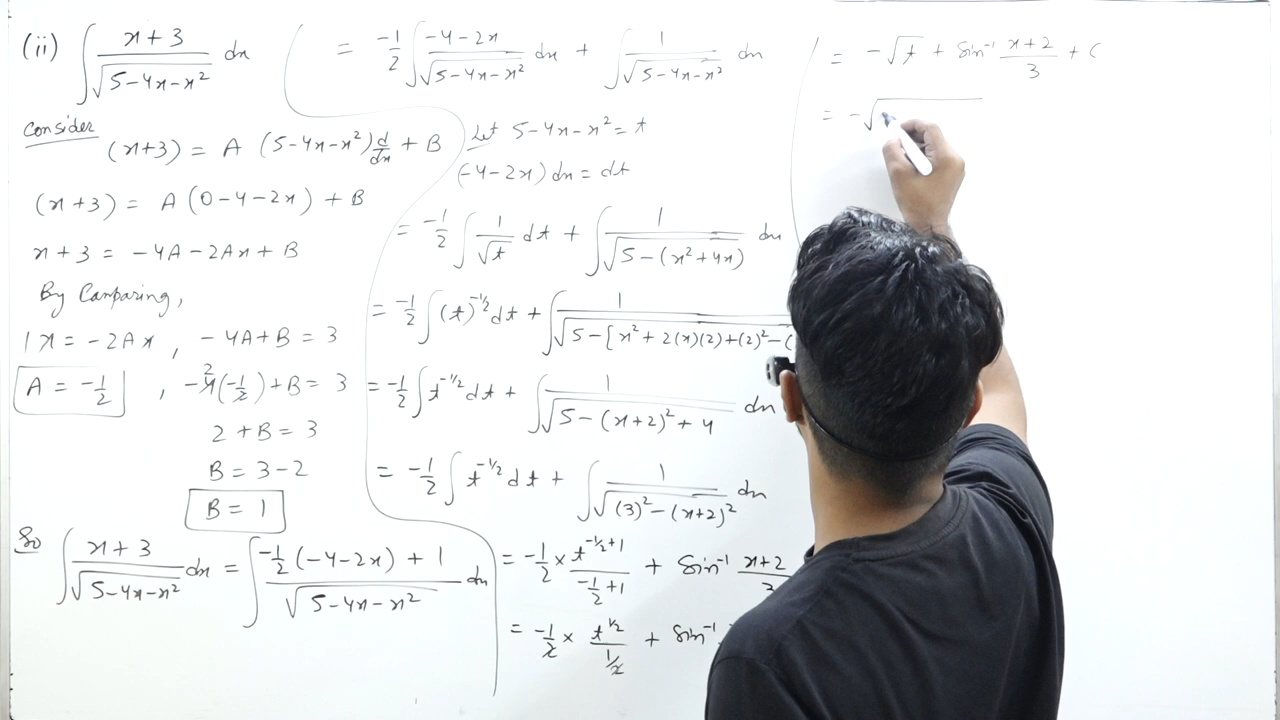 (ii) ∫ (x+3)/√(5-4x-x²) dx
Consider
(x+3) = A (5-4x-x²) d/dx + B
(x+3) = A (0-4-2x) + B
x+3 = -4A-2Ax+B
By Comparing,
1x = -2Ax , -4A+B = 3
A = -1/2 , -4(-1/2)+B = 3
2
2+B = 3
B = 3-2
B = 1
So ∫ (x+3)/√(5-4x-x²) dx = ∫ (-1/2(-4-2x)+1)/√(5-4x-x²) dx
= -1/2 ∫ (-4-2x)/√(5-4x-x²) dx + ∫ 1/√(5-4x-x²) dx
Let 5-4x-x² = t
(-4-2x) dx = dt
= -1/2 ∫ 1/√t dt + ∫ 1/√(5-(x²+4x)) dx
= -1/2 ∫ (t)^(-1/2) dt + ∫ 1/√(5-[x²+2(x)(2)+(2)²-(
= -1/2 ∫ t^(-1/2) dt + ∫ 1/√(5-(x+2)²+4) dx
= -1/2 ∫ t^(-1/2) dt + ∫ 1/√((3)²-(x+2)²) dx
= -1/2 × t^(-1/2+1)/(-1/2+1) + Sin⁻¹ (x+2)/3
= -1/2 × t^(1/2)/(1/2) + Sin⁻¹
= -√t + Sin⁻¹ (x+2)/3 + C
= -√